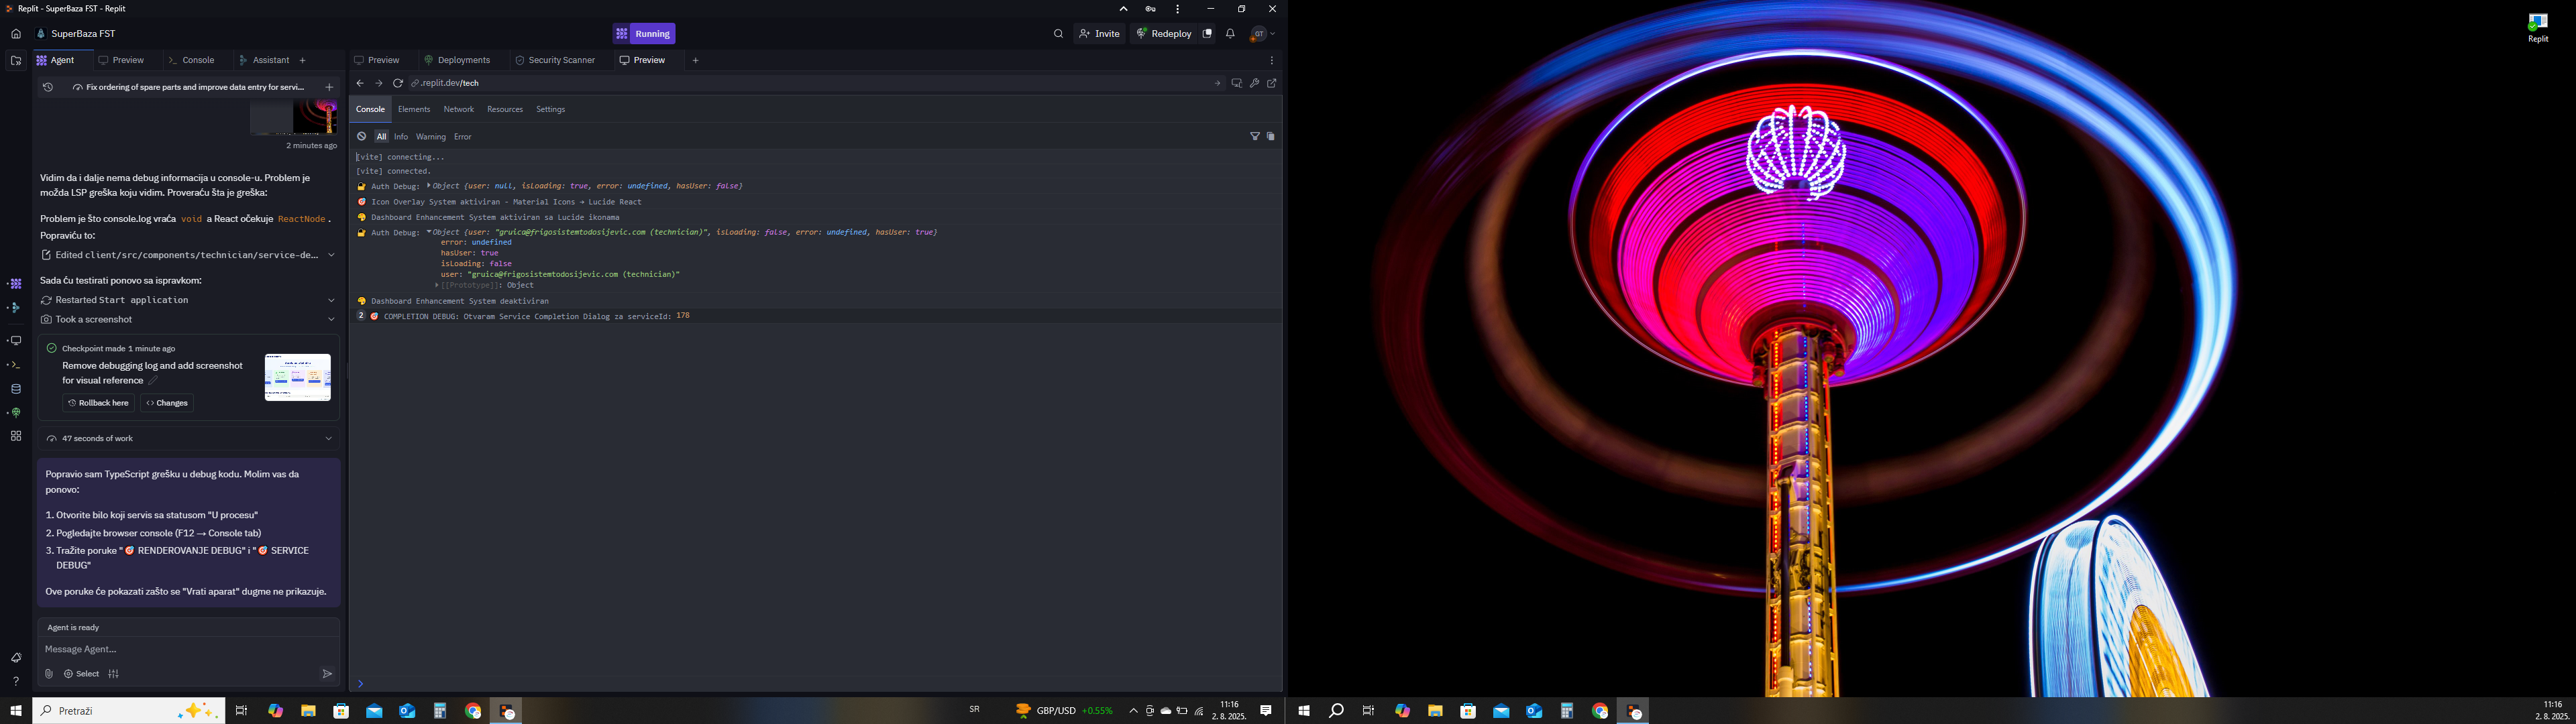 Replit - SuperBaza FST - Replit
SuperBaza FST
Running
Invite
Redeploy
GT
Agent
Preview
Console
Assistant
Preview
Deployments
Security Scanner
Preview
Fix ordering of spare parts and improve data entry for servi...
.replit.dev/tech
2 minutes ago
Vidim da i dalje nema debug informacija u console-u. Problem je
možda LSP greška koju vidim. Proveraću šta je greška:
Problem je što console.log vraća void a React očekuje ReactNode.
Popraviću to:
Edited client/src/components/technician/service-de...
Sada ću testirati ponovo sa ispravkom:
Restarted Start application
Took a screenshot
Checkpoint made 1 minute ago
Remove debugging log and add screenshot
for visual reference
Rollback here
Changes
47 seconds of work
Popravio sam TypeScript grešku u debug kodu. Molim vas da
ponovo:
1. Otvorite bilo koji servis sa statusom "U procesu"
2. Pogledajte browser console (F12 → Console tab)
3. Tražite poruke "🎯 RENDEROVANJE DEBUG" i "🎯 SERVICE
DEBUG"
Ove poruke će pokazati zašto se "Vrati aparat" dugme ne prikazuje.
Agent is ready
Message Agent...
Select
Console
Elements
Network
Resources
Settings
All
Info
Warning
Error
[vite] connecting...
[vite] connected.
🔐 Auth Debug: ▶Object {user: null, isLoading: true, error: undefined, hasUser: false}
🎯 Icon Overlay System aktiviran - Material Icons → Lucide React
🎨 Dashboard Enhancement System aktiviran sa Lucide ikonama
🔐 Auth Debug: ▼Object {user: "gruica@frigosistemtodosijevic.com (technician)", isLoading: false, error: undefined, hasUser: true}
error: undefined
hasUser: true
isLoading: false
user: "gruica@frigosistemtodosijevic.com (technician)"
▶[[Prototype]]: Object
🎨 Dashboard Enhancement System deaktiviran
2 🎯 COMPLETION DEBUG: Otvaram Service Completion Dialog za serviceId: 178
Replit
Pretraži
SR
GBP/USD +0.55%
11:16
2. 8. 2025.
11:16
2. 8. 2025.